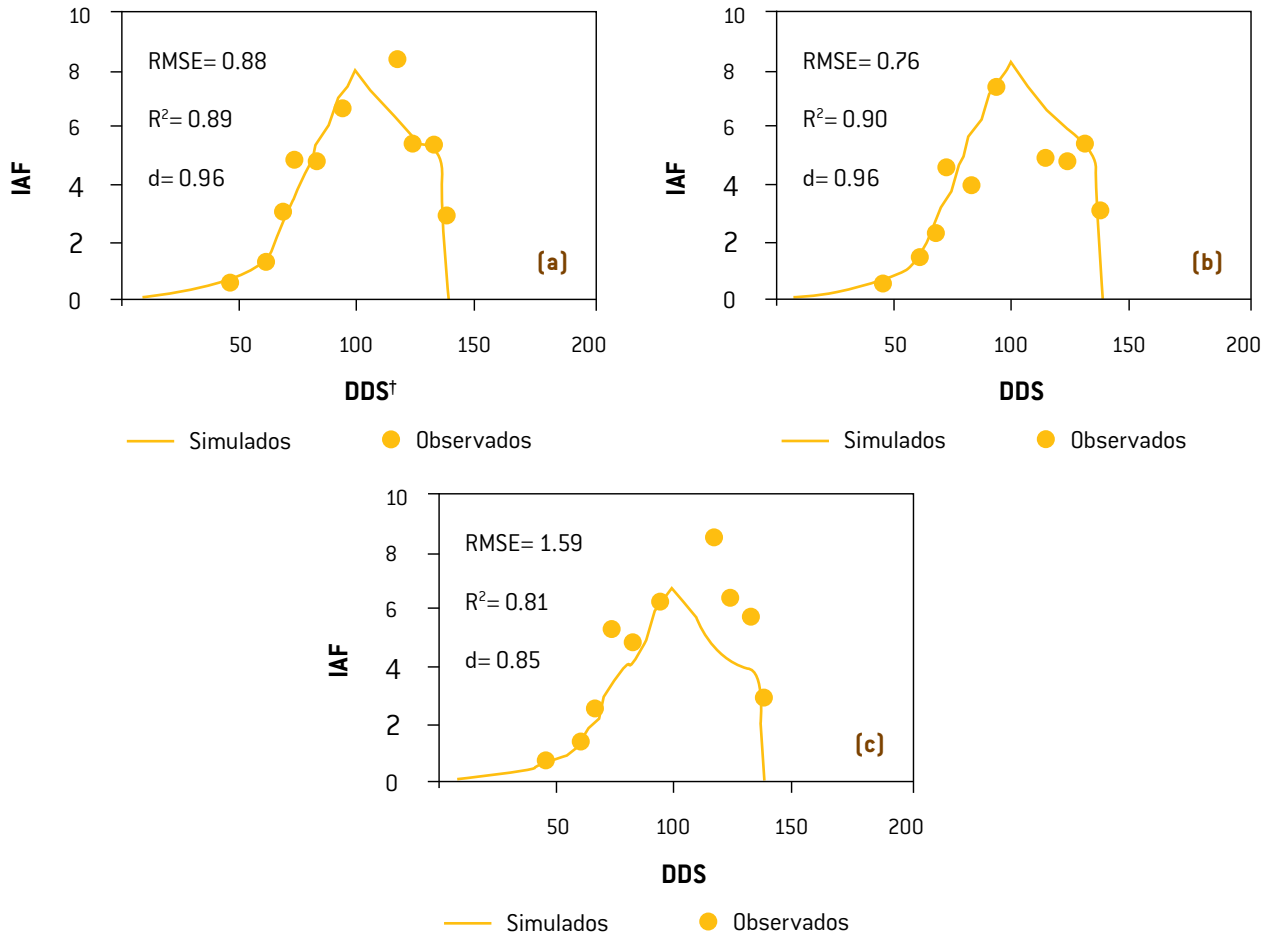 10
8
6
4
2
0
IAF
RMSE= 0.88
R²= 0.89
d= 0.96
(a)
50 100 150 200
DDS†
Simulados Observados
10
8
6
4
2
0
IAF
RMSE= 0.76
R²= 0.90
d= 0.96
(b)
50 100 150 200
DDS
Simulados Observados
10
8
6
4
2
0
IAF
RMSE= 1.59
R²= 0.81
d= 0.85
(c)
50 100 150 200
DDS
Simulados Observados